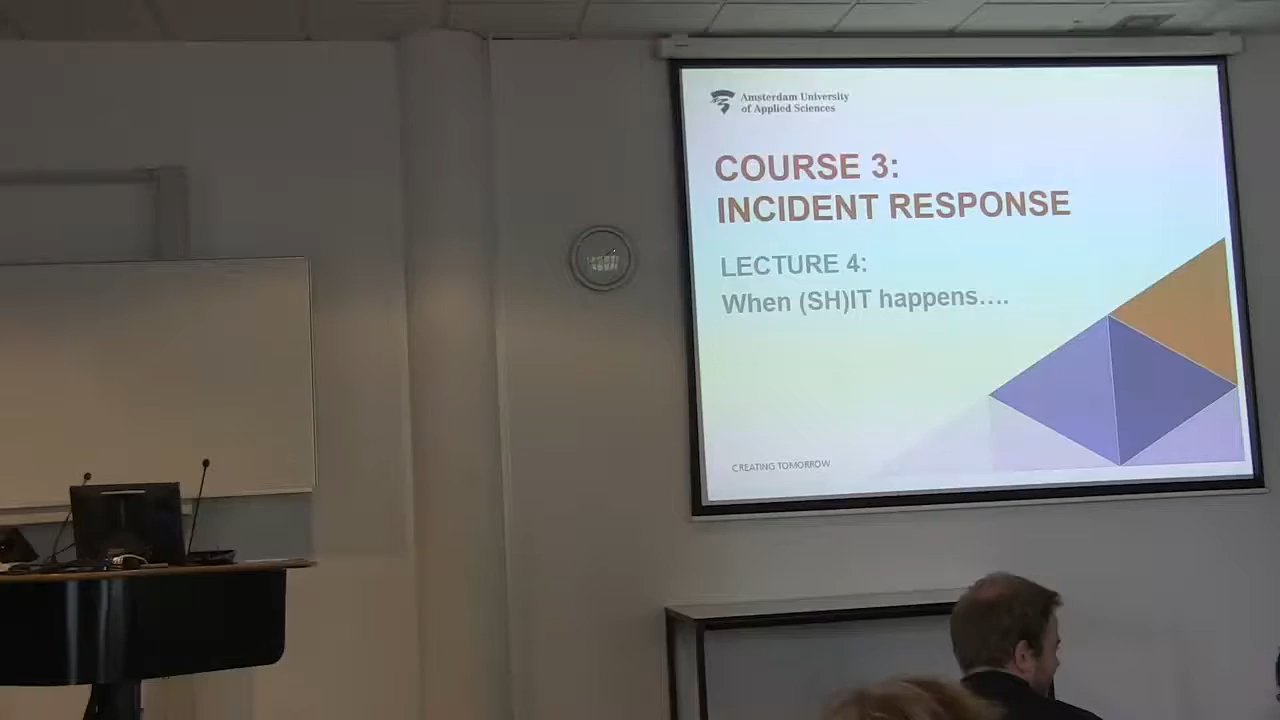 Amsterdam University
of Applied Sciences
COURSE 3:
INCIDENT RESPONSE
LECTURE 4:
When (SH)IT happens....
CREATING TOMORROW